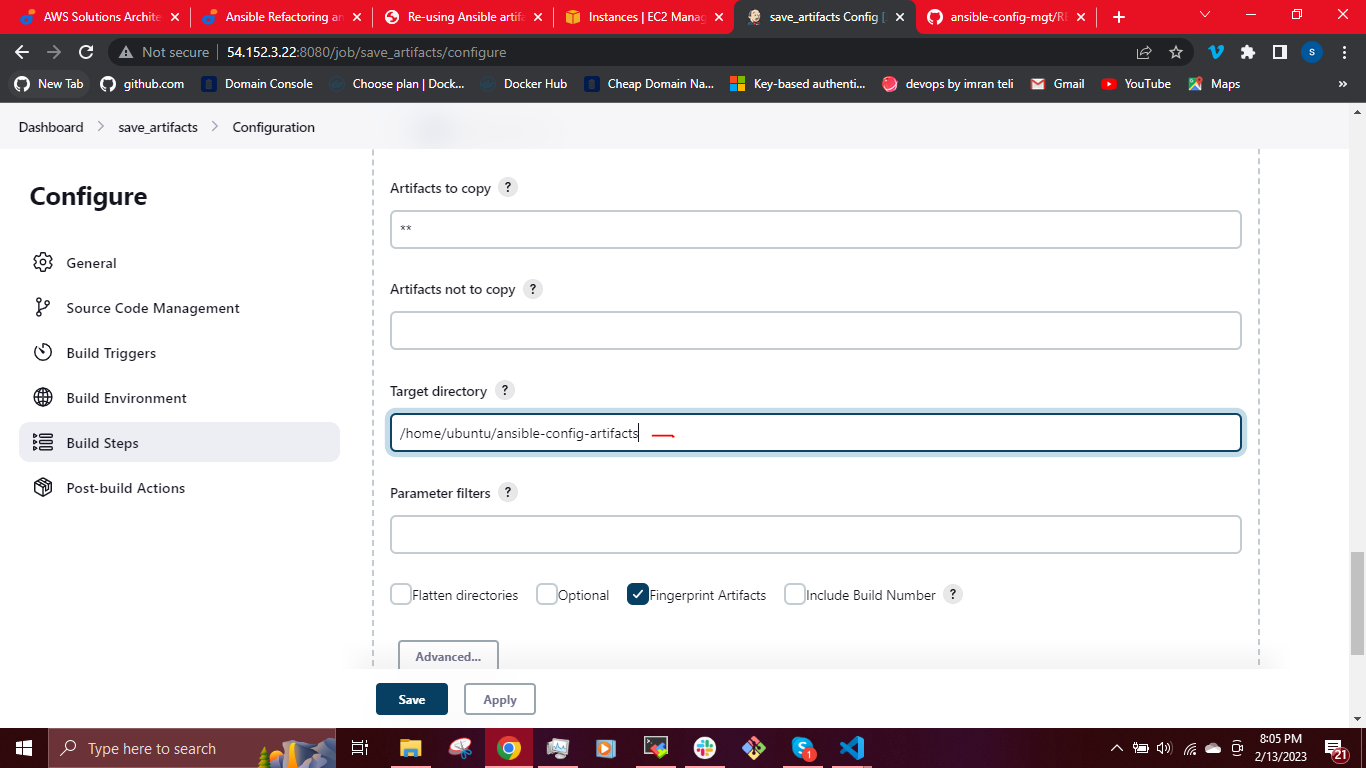 AWS Solutions Archite
Ansible Refactoring an
Re-using Ansible artifa
Instances | EC2 Manag
save_artifacts Config [
ansible-config-mgt/RE
Not secure
54.152.3.22:8080/job/save_artifacts/configure
S
New Tab
github.com
Domain Console
Choose plan | Dock...
Docker Hub
Cheap Domain Na...
Key-based authenti...
devops by imran teli
Gmail
YouTube
Maps
»
Dashboard > save_artifacts > Configuration
Configure
General
Source Code Management
Build Triggers
Build Environment
Build Steps
Post-build Actions
Artifacts to copy ?
**
Artifacts not to copy ?
Target directory ?
/home/ubuntu/ansible-config-artifacts
Parameter filters ?
Flatten directories Optional Fingerprint Artifacts Include Build Number ?
Advanced...
Save Apply
Type here to search
1
8:05 PM
2/13/2023
21